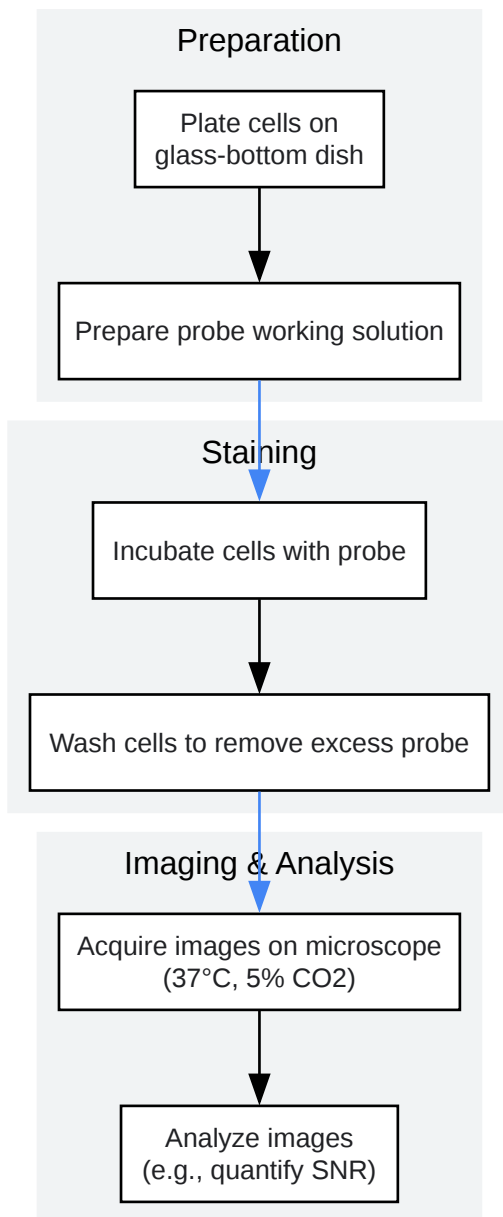 Preparation
Plate cells on
glass-bottom dish
Prepare probe working solution
Staining
Incubate cells with probe
Wash cells to remove excess probe
Imaging & Analysis
Acquire images on microscope
(37°C, 5% CO2)
Analyze images
(e.g., quantify SNR)